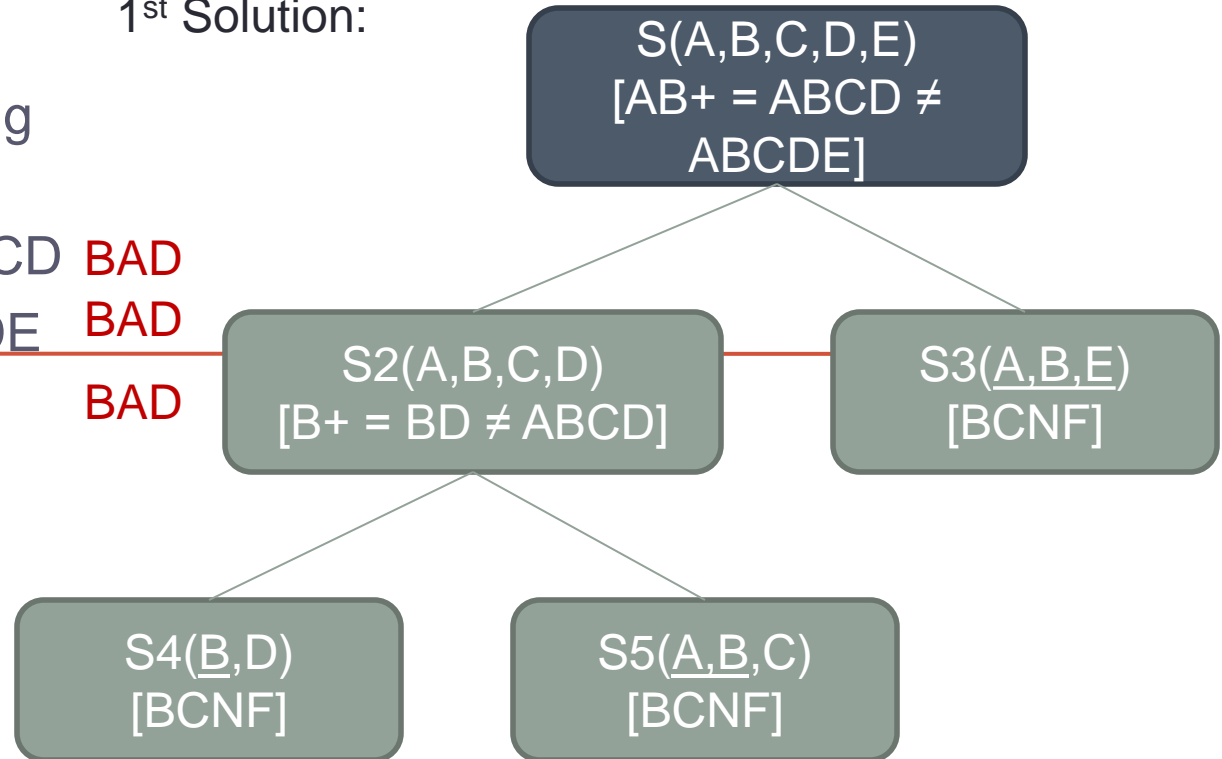 1st Solution:
S(A,B,C,D,E)
[AB+ = ABCD ≠
ABCDE]
g
CD BAD
DE BAD
BAD
S2(A,B,C,D)
[B+ = BD ≠ ABCD]
S3(A,B,E)
[BCNF]
S4(B,D)
[BCNF]
S5(A,B,C)
[BCNF]